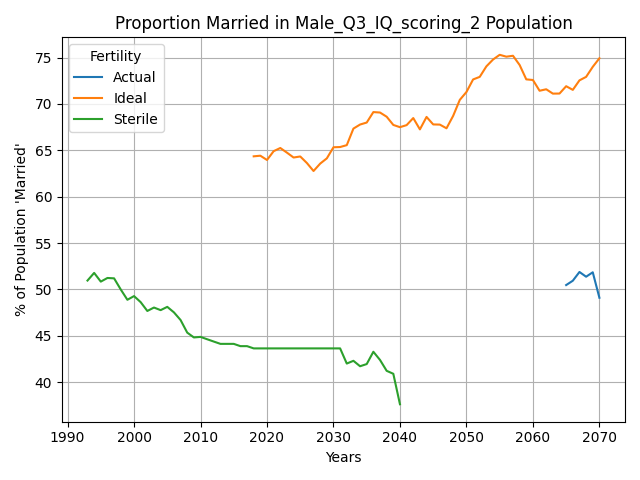 Proportion Married in Male_Q3_IQ_scoring_2 Population
Fertility
Actual
Ideal
Sterile
% of Population 'Married'
75
70
65
60
55
50
45
40
1990 2000 2010 2020 2030 2040 2050 2060 2070
Years